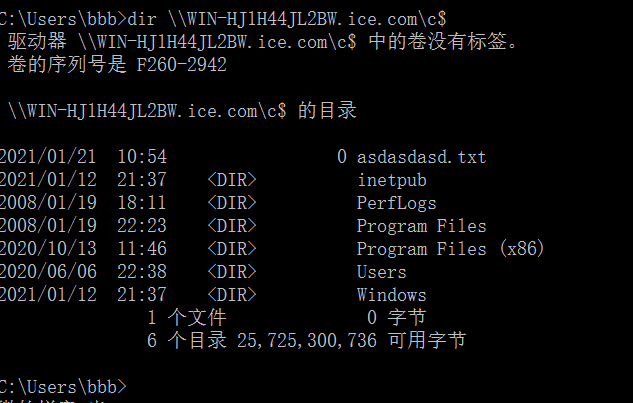 C:\Users\bbb>dir \\WIN-HJ1H44JL2BW.ice.com\c$
驱动器 \\WIN-HJ1H44JL2BW.ice.com\c$ 中的卷没有标签。
卷的序列号是 F260-2942
\\WIN-HJ1H44JL2BW.ice.com\c$ 的目录
2021/01/21  10:54                 0 asdasdasd.txt
2021/01/12  21:37    <DIR>          inetpub
2008/01/19  18:11    <DIR>          PerfLogs
2008/01/19  22:23    <DIR>          Program Files
2020/10/13  11:46    <DIR>          Program Files (x86)
2020/06/06  22:38    <DIR>          Users
2021/01/12  21:37    <DIR>          Windows
1 个文件              0 字节
6 个目录 25,725,300,736 可用字节
C:\Users\bbb>